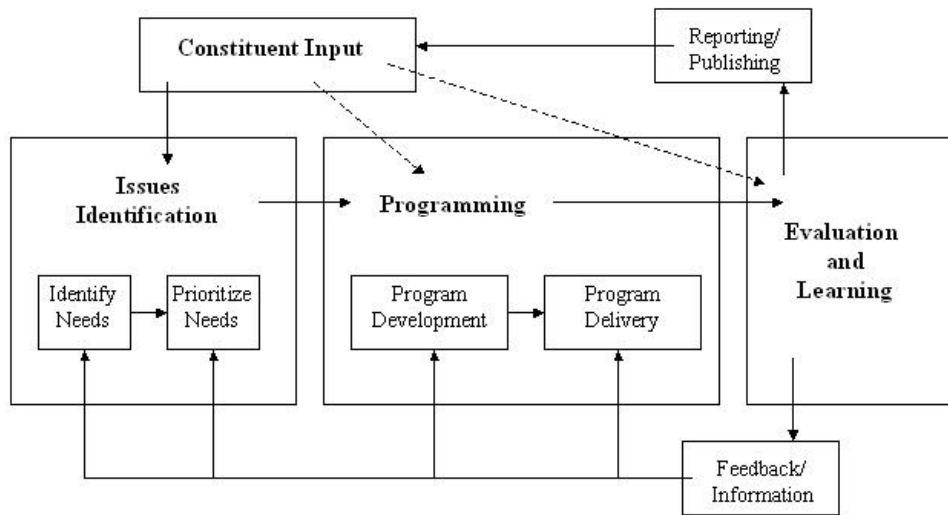 Constituent Input
Reporting/
Publishing
Issues
Identification
Programming
Evaluation
and
Learning
Identify
Needs
Prioritize
Needs
Program
Development
Program
Delivery
Feedback/
Information